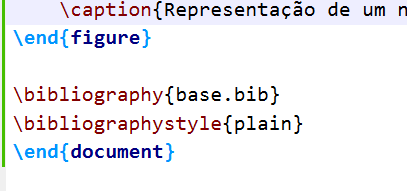 \caption{Representação de um n
\end{figure}
\bibliography{base.bib}
\bibliographystyle{plain}
\end{document}